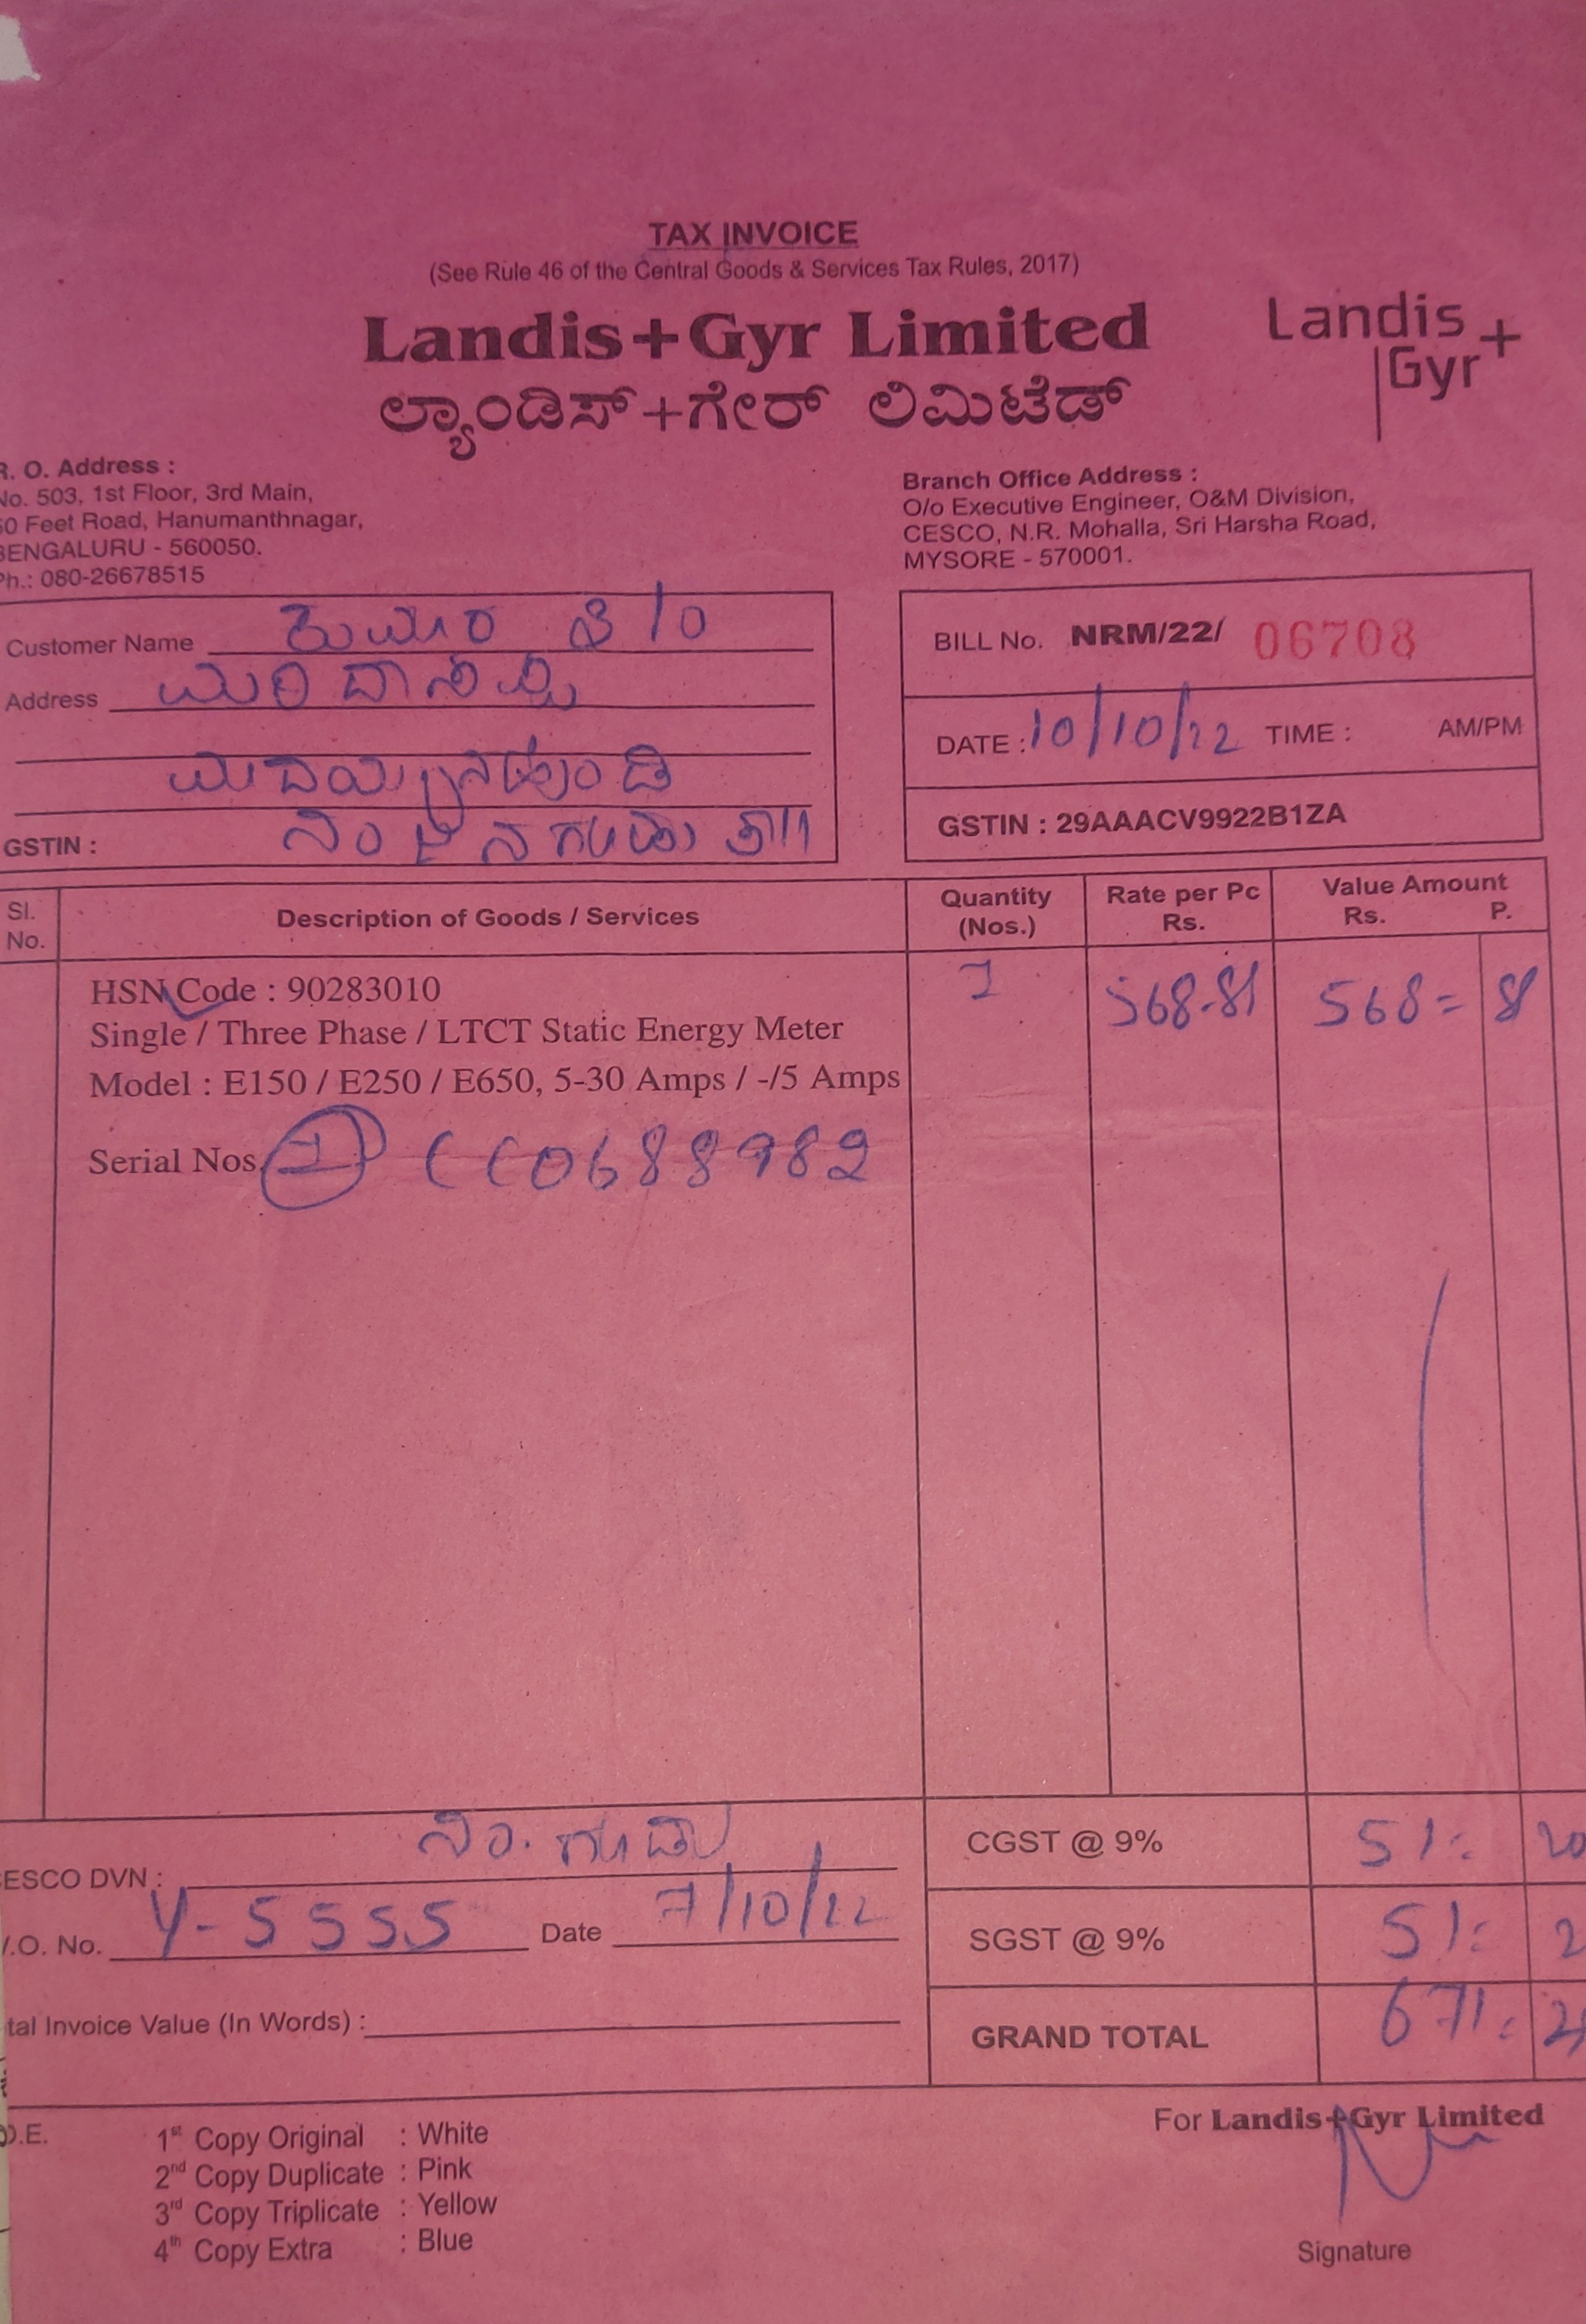 TAX INVOICE
(See Rule 46 of the Central Goods & Services Tax Rules, 2017)
Landis+Gyr Limited
ಲ್ಯಾಂಡಿಸ್+ಗೇರ್ ಲಿಮಿಟೆಡ್
Landis
Gyr+
R. O. Address :
No. 503, 1st Floor, 3rd Main,
60 Feet Road, Hanumanthnagar,
BENGALURU - 560050.
Ph.: 080-26678515
Branch Office Address :
O/o Executive Engineer, O&M Division,
CESCO, N.R. Mohalla, Sri Harsha Road,
MYSORE - 570001.
Customer Name ಕುಮಾರ
Address
GSTIN : ನಂಜನಗೂಡು ತಾ||
BILL No. NRM/22/ 06708
DATE : 10/10/22 TIME : AM/PM
GSTIN : 29AAACV9922B1ZA
Sl. No. Description of Goods / Services Quantity (Nos.) Rate per Pc Rs. Value Amount Rs. P.
HSN Code : 90283010 1 568-81 568= 81
Single / Three Phase / LTCT Static Energy Meter
Model : E150 / E250 / E650, 5-30 Amps / -/5 Amps
Serial Nos. 1 CC0688982
ESCO DVN : ನಂ. ಗೂಡು
.O. No. Y-5555 Date 7/10/22
tal Invoice Value (In Words) :
CGST @ 9% 51: 20
SGST @ 9% 51: 2
GRAND TOTAL 671: 21
O.E.
1st Copy Original : White
2nd Copy Duplicate : Pink
3rd Copy Triplicate : Yellow
4th Copy Extra : Blue
For Landis+Gyr Limited
Signature